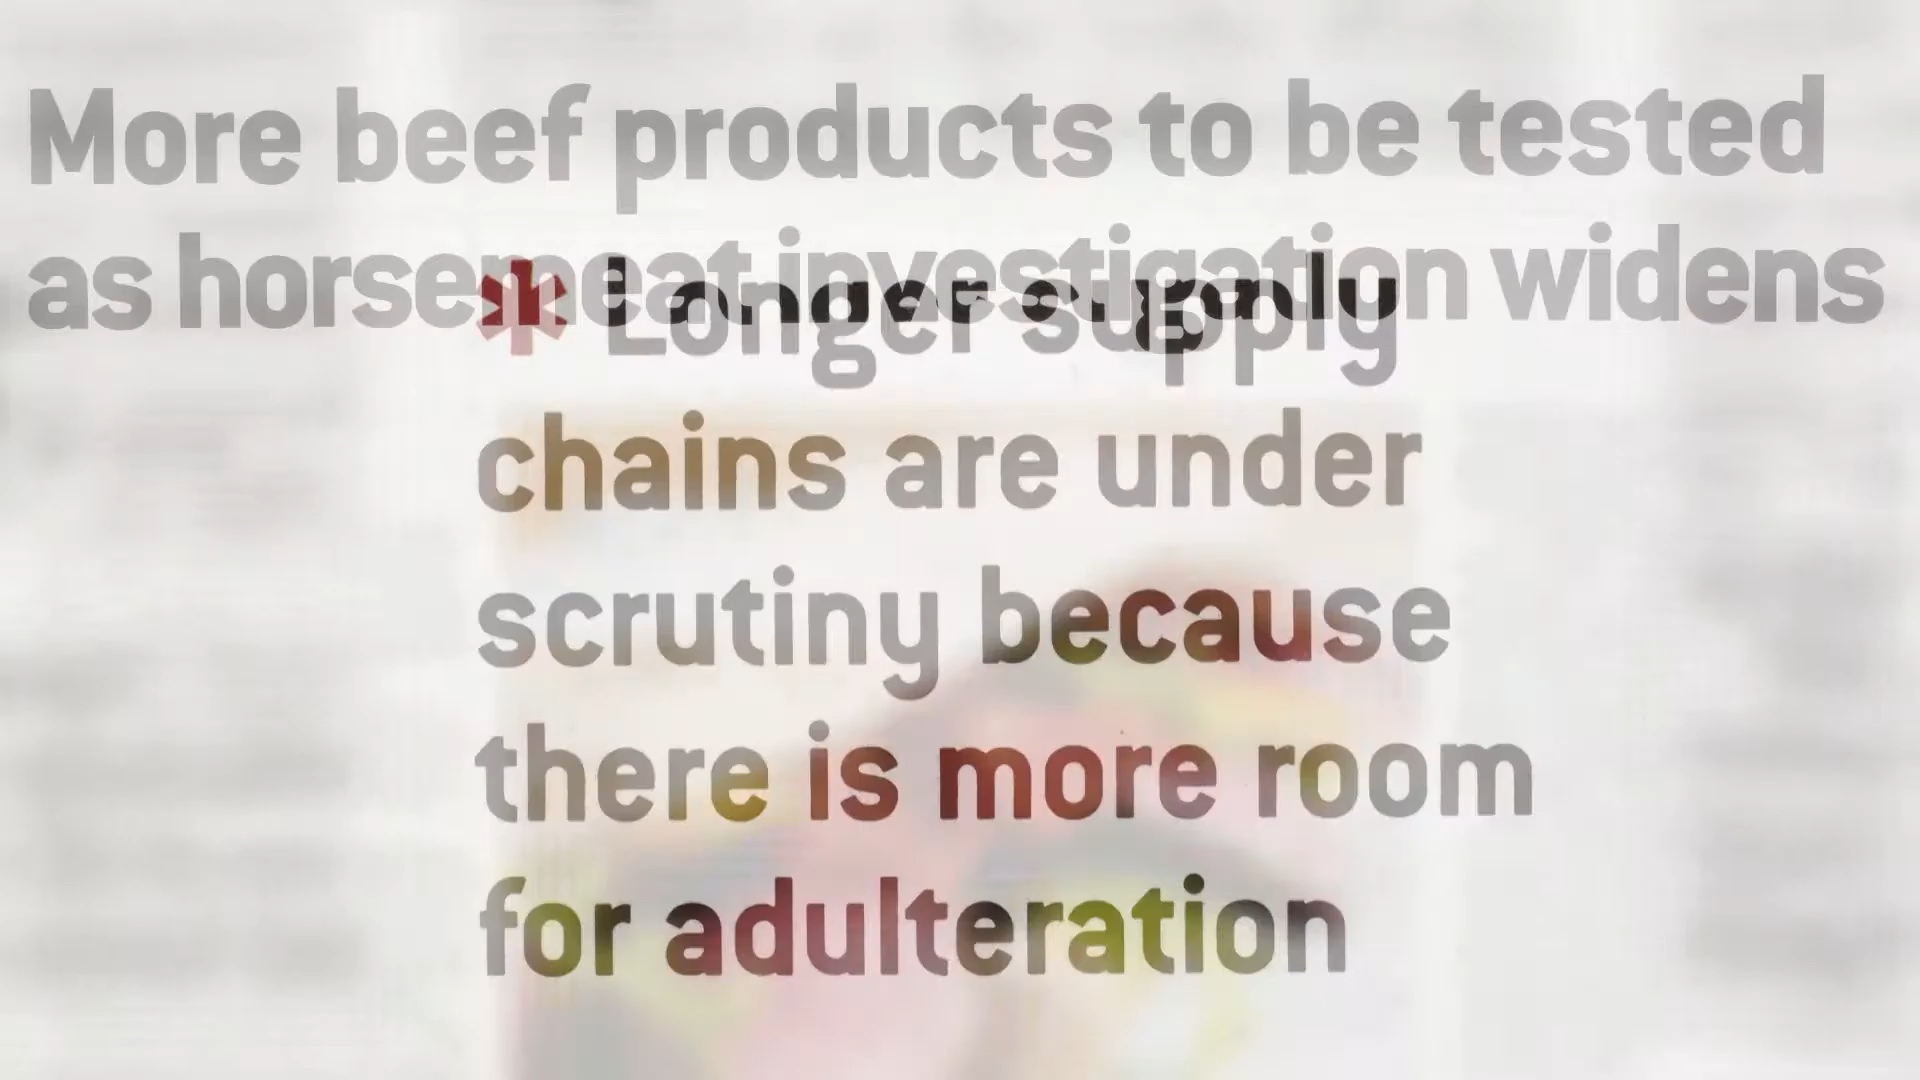 More beef products to be tested
as horsemeat investigation widens
* Longer supply
chains are under
scrutiny because
there is more room
for adulteration